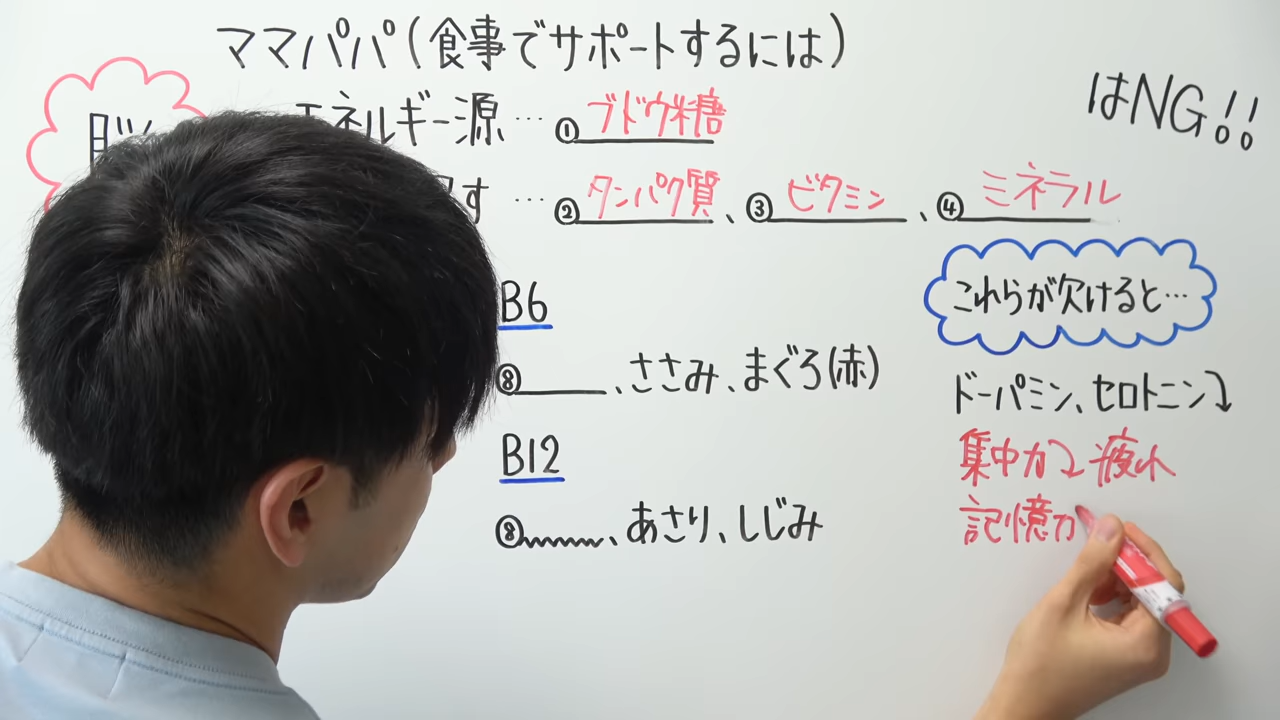 ママパパ(食事でサポートするには)
はNG!!
エネルギー源 … ① ブドウ糖
す … ② タンパク質、③ ビタミン、④ ミネラル
B6
⑧______、ささみ、まぐろ(赤)
B12
⑧______、あさり、しじみ
これらが欠けると…
ドーパミン、セロトニン⤵
集中力⤵ 疲れ
記憶力